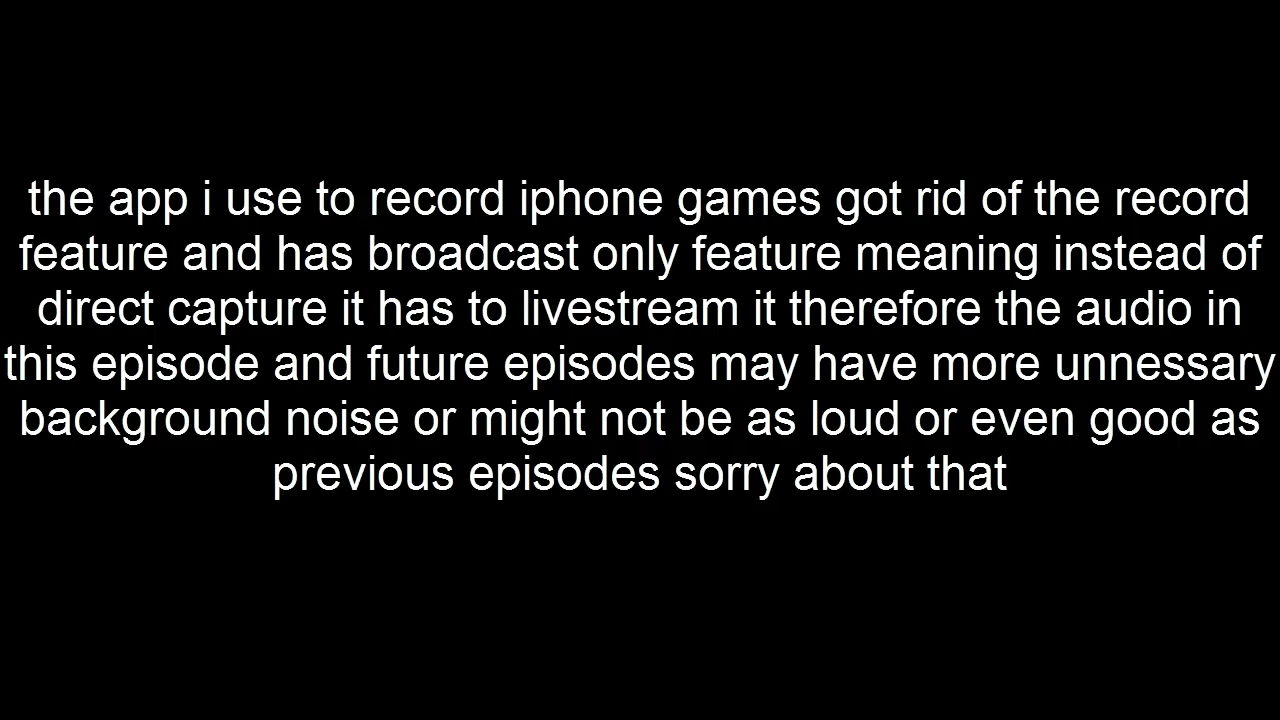 the app i use to record iphone games got rid of the record
feature and has broadcast only feature meaning instead of
direct capture it has to livestream it therefore the audio in
this episode and future episodes may have more unnessary
background noise or might not be as loud or even good as
previous episodes sorry about that